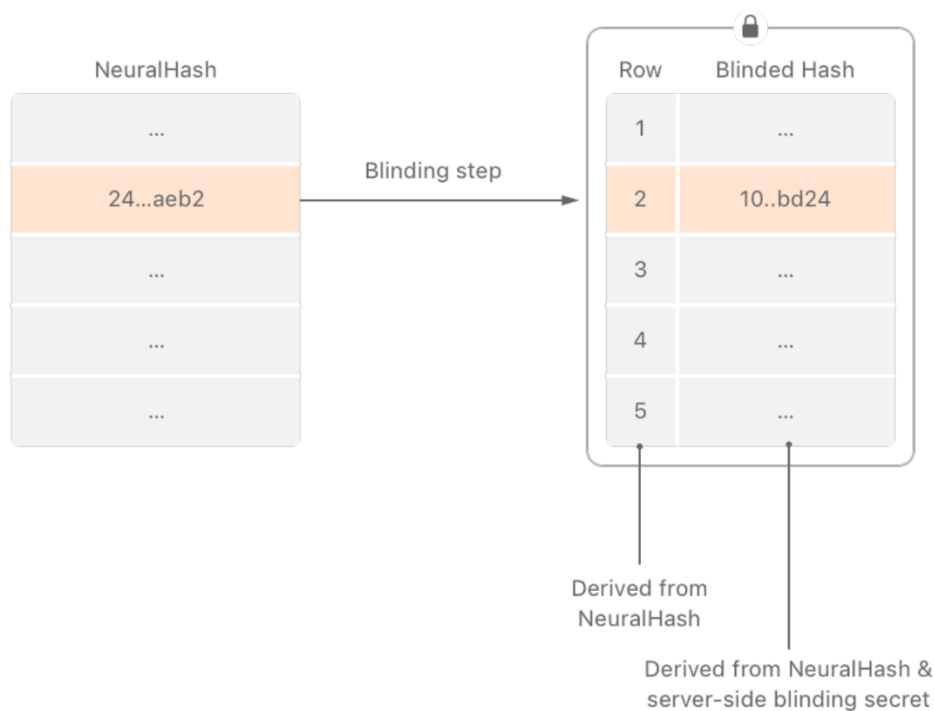 NeuralHash
Row Blinded Hash
...
1 ...
Blinding step
24...aeb2
2 10..bd24
...
3 ...
...
4 ...
...
5 ...
Derived from
NeuralHash
Derived from NeuralHash &
server-side blinding secret